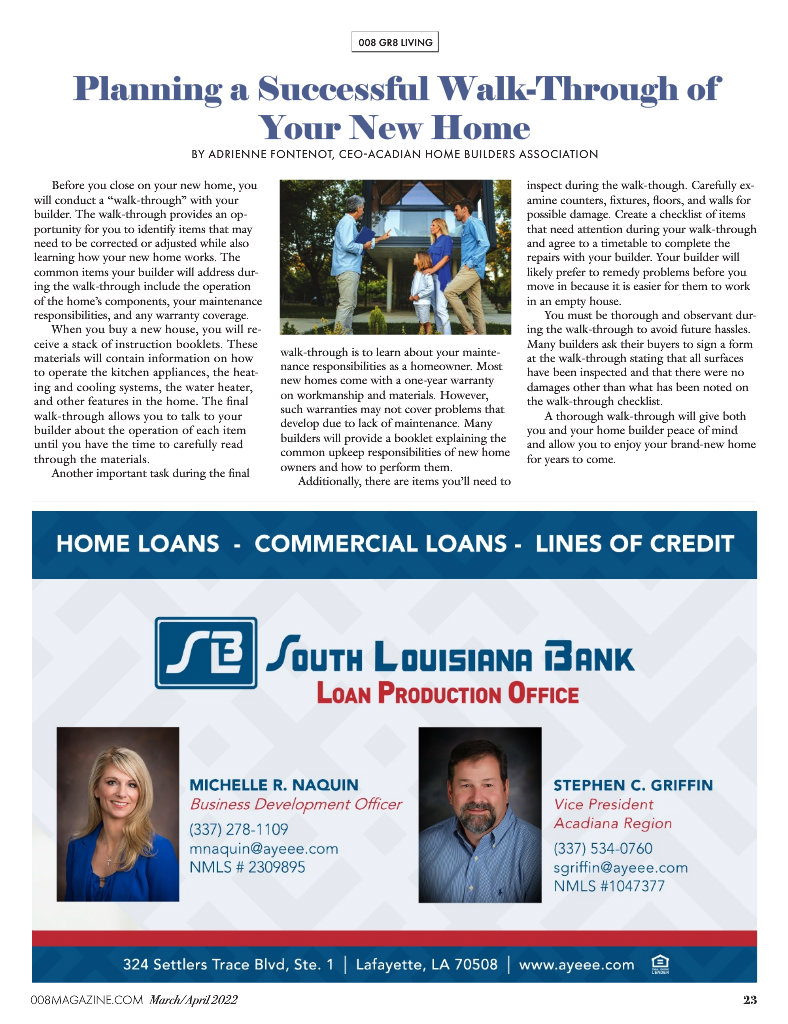 008 GR8 LIVING
Planning a Successful Walk-Through of
Your New Home
BY ADRIENNE FONTENOT, CEO-ACADIAN HOME BUILDERS ASSOCIATION
Before you close on your new home, you
will conduct a “walk-through” with your
builder. The walk-through provides an op-
portunity for you to identify items that may
need to be corrected or adjusted while also
learning how your new home works. The
common items your builder will address dur-
ing the walk-through include the operation
of the home’s components, your maintenance
responsibilities, and any warranty coverage.
When you buy a new house, you will re-
ceive a stack of instruction booklets. These
materials will contain information on how
to operate the kitchen appliances, the heat-
ing and cooling systems, the water heater,
and other features in the home. The final
walk-through allows you to talk to your
builder about the operation of each item
until you have the time to carefully read
through the materials.
Another important task during the final
walk-through is to learn about your mainte-
nance responsibilities as a homeowner. Most
new homes come with a one-year warranty
on workmanship and materials. However,
such warranties may not cover problems that
develop due to lack of maintenance. Many
builders will provide a booklet explaining the
common upkeep responsibilities of new home
owners and how to perform them.
Additionally, there are items you’ll need to
inspect during the walk-though. Carefully ex-
amine counters, fixtures, floors, and walls for
possible damage. Create a checklist of items
that need attention during your walk-through
and agree to a timetable to complete the
repairs with your builder. Your builder will
likely prefer to remedy problems before you
move in because it is easier for them to work
in an empty house.
You must be thorough and observant dur-
ing the walk-through to avoid future hassles.
Many builders ask their buyers to sign a form
at the walk-through stating that all surfaces
have been inspected and that there were no
damages other than what has been noted on
the walk-through checklist.
A thorough walk-through will give both
you and your home builder peace of mind
and allow you to enjoy your brand-new home
for years to come.
HOME LOANS - COMMERCIAL LOANS - LINES OF CREDIT
SLB SOUTH LOUISIANA BANK
LOAN PRODUCTION OFFICE
MICHELLE R. NAQUIN
Business Development Officer
(337) 278-1109
mnaquin@ayeee.com
NMLS # 2309895
STEPHEN C. GRIFFIN
Vice President
Acadiana Region
(337) 534-0760
sgriffin@ayeee.com
NMLS #1047377
324 Settlers Trace Blvd, Ste. 1 | Lafayette, LA 70508 | www.ayeee.com
008MAGAZINE.COM March/April 2022
23